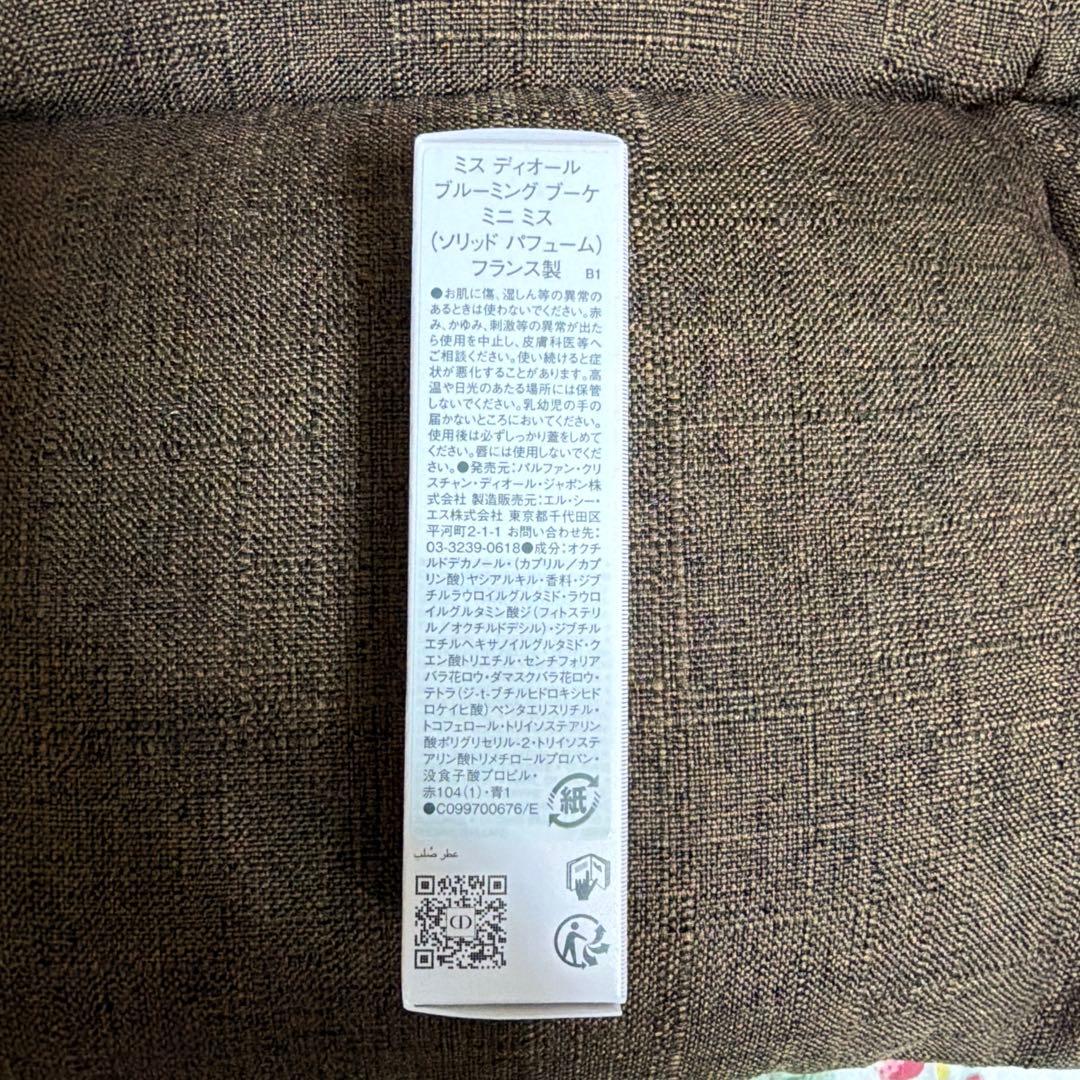 ミス ディオール
ブルーミング ブーケ
ミニ ミス
(ソリッド パフューム)
フランス製 B1
●お肌に傷、湿しん等の異常の
あるときは使わないでください。赤
み、かゆみ、刺激等の異常が出た
ら使用を中止し、皮膚科医等へ
ご相談ください。使い続けると症
状が悪化することがあります。高
温や日光のあたる場所には保管
しないでください。乳幼児の手の
届かないところにおいてください。
使用後は必ずしっかり蓋をしめて
ください。唇には使用しないでくだ
さい。●発売元:パルファン・クリ
スチャン・ディオール・ジャポン株
式会社 製造販売元:エル・シー・
エス株式会社 東京都千代田区
平河町2-1-1 お問い合わせ先:
03-3239-0618●成分:オクチ
ルドデカノール・(カプリル/カプ
リン酸)ヤシアルキル・香料・ジブ
チルラウロイルグルタミド・ラウロ
イルグルタミン酸ジ(フィトステリ
ル/オクチルドデシル)・ジブチル
エチルヘキサノイルグルタミド・ク
エン酸トリエチル・センチフォリア
バラ花ロウ・ダマスクバラ花ロウ・
テトラ(ジ-t-ブチルヒドロキシヒド
ロケイヒ酸)ペンタエリスリチル・
トコフェロール・トリイソステアリン
酸ポリグリセリル-2・トリイソステ
アリン酸トリメチロールプロパン・
没食子酸プロピル・
赤104(1)・青1
●C099700676/E
紙
عطر صُلب
CD